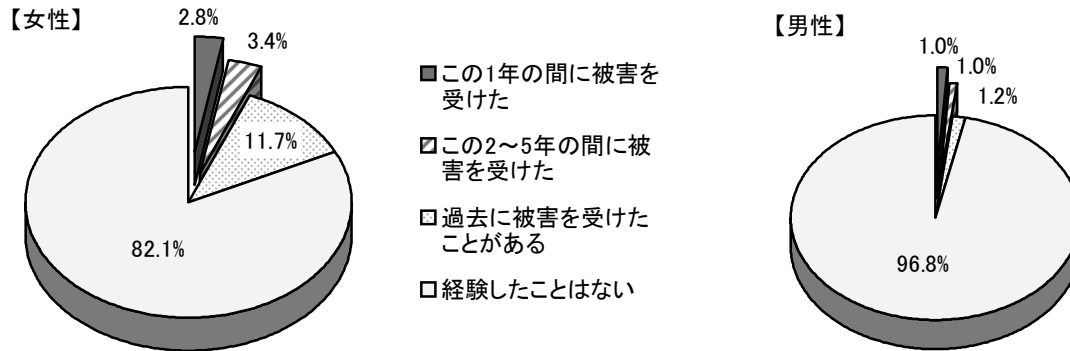 【女性】
2.8%
3.4%
11.7%
82.1%
この1年の間に被害を
受けた
この2～5年の間に被
害を受けた
過去に被害を受けた
ことがある
経験したことはない
【男性】
1.0%
1.0%
1.2%
96.8%